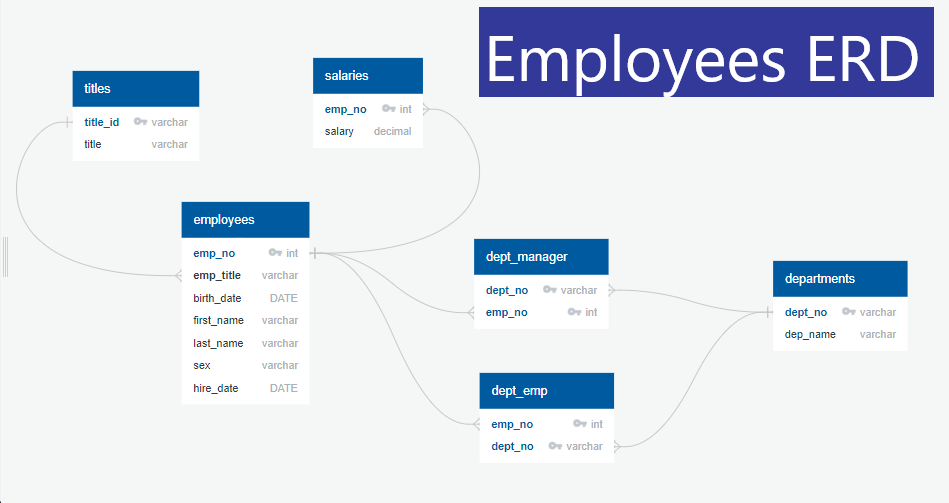 Employees ERD
titles
title_id varchar
title varchar
salaries
emp_no int
salary decimal
employees
emp_no int
emp_title varchar
birth_date DATE
first_name varchar
last_name varchar
sex varchar
hire_date DATE
dept_manager
dept_no varchar
emp_no int
departments
dept_no varchar
dep_name varchar
dept_emp
emp_no int
dept_no varchar